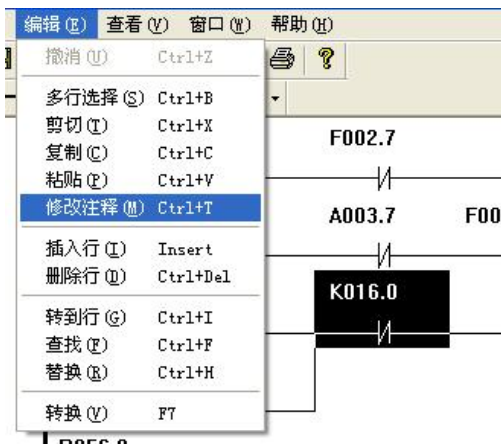 编辑(E) 查看(V) 窗口(W) 帮助(H)
撤消(U) Ctrl+Z
多行选择(S) Ctrl+B
剪切(T) Ctrl+X
复制(C) Ctrl+C
粘贴(P) Ctrl+V
修改注释(M) Ctrl+T
插入行(I) Insert
删除行(D) Ctrl+Del
转到行(G) Ctrl+I
查找(F) Ctrl+F
替换(R) Ctrl+H
转换(V) F7
F002.7
A003.7 F00
K016.0